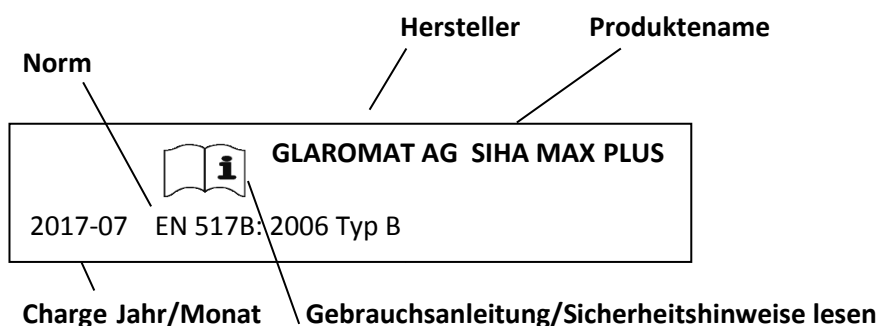 Hersteller Produktename
Norm
GLAROMAT AG SIHA MAX PLUS
2017-07 EN 517B: 2006 Typ B
Charge Jahr/Monat Gebrauchsanleitung/Sicherheitshinweise lesen